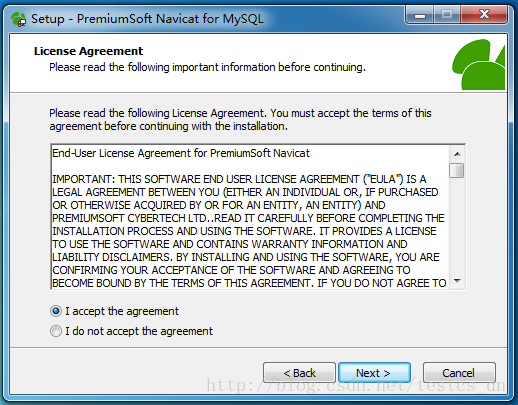 Setup - PremiumSoft Navicat for MySQL
License Agreement
Please read the following important information before continuing.
Please read the following License Agreement. You must accept the terms of this
agreement before continuing with the installation.
End-User License Agreement for PremiumSoft Navicat
IMPORTANT: THIS SOFTWARE END USER LICENSE AGREEMENT ("EULA") IS A
LEGAL AGREEMENT BETWEEN YOU (EITHER AN INDIVIDUAL OR, IF PURCHASED
OR OTHERWISE ACQUIRED BY OR FOR AN ENTITY, AN ENTITY) AND
PREMIUMSOFT CYBERTECH LTD..READ IT CAREFULLY BEFORE COMPLETING THE
INSTALLATION PROCESS AND USING THE SOFTWARE. IT PROVIDES A LICENSE
TO USE THE SOFTWARE AND CONTAINS WARRANTY INFORMATION AND
LIABILITY DISCLAIMERS. BY INSTALLING AND USING THE SOFTWARE, YOU ARE
CONFIRMING YOUR ACCEPTANCE OF THE SOFTWARE AND AGREEING TO
BECOME BOUND BY THE TERMS OF THIS AGREEMENT. IF YOU DO NOT AGREE TO
I accept the agreement
I do not accept the agreement
< Back
Next >
Cancel
http://blog.csdn.net/testcs_dn